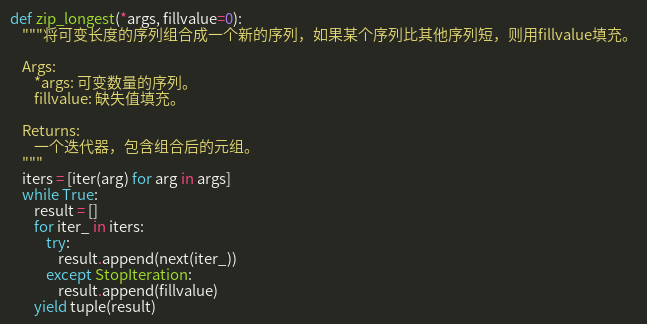 def zip_longest(*args, fillvalue=0):
    """将可变长度的序列组合成一个新的序列，如果某个序列比其他序列短，则用fillvalue填充。

    Args:
        *args: 可变数量的序列。
        fillvalue: 缺失值填充。

    Returns:
        一个迭代器，包含组合后的元组。
    """
    iters = [iter(arg) for arg in args]
    while True:
        result = []
        for iter_ in iters:
            try:
                result.append(next(iter_))
            except StopIteration:
                result.append(fillvalue)
        yield tuple(result)